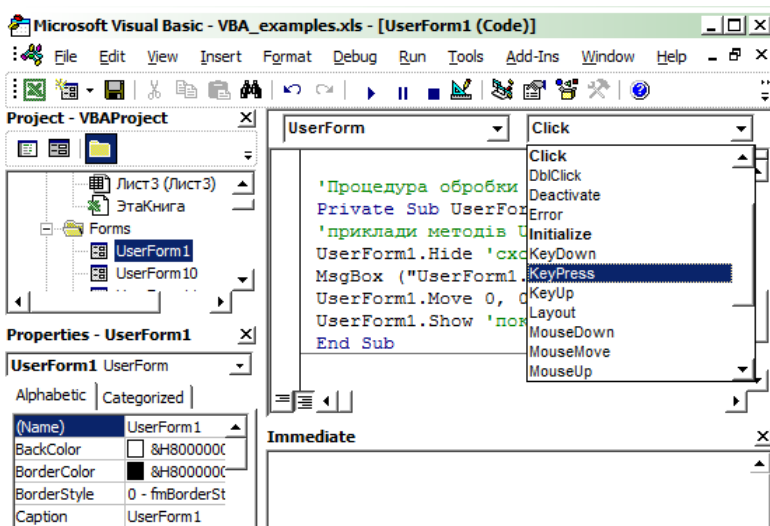 Microsoft Visual Basic - VBA_examples.xls - [UserForm1 (Code)]
File Edit View Insert Format Debug Run Tools Add-Ins Window Help
Project - VBAProject
Лист3 (Лист3)
ЭтаКнига
Forms
UserForm1
UserForm10
Properties - UserForm1
UserForm1 UserForm
Alphabetic Categorized
(Name) UserForm1
BackColor &H8000000
BorderColor &H8000000
BorderStyle 0 - fmBorderSt
Caption UserForm1
UserForm Click
'Процедура обробки
Private Sub
'приклади методів
UserForm1.Hide
MsgBox ("UserForm1.
UserForm1.Move 0,
UserForm1.Show
End Sub
Click
DblClick
Deactivate
Error
Initialize
KeyDown
KeyPress
KeyUp
Layout
MouseDown
MouseMove
MouseUp
Immediate